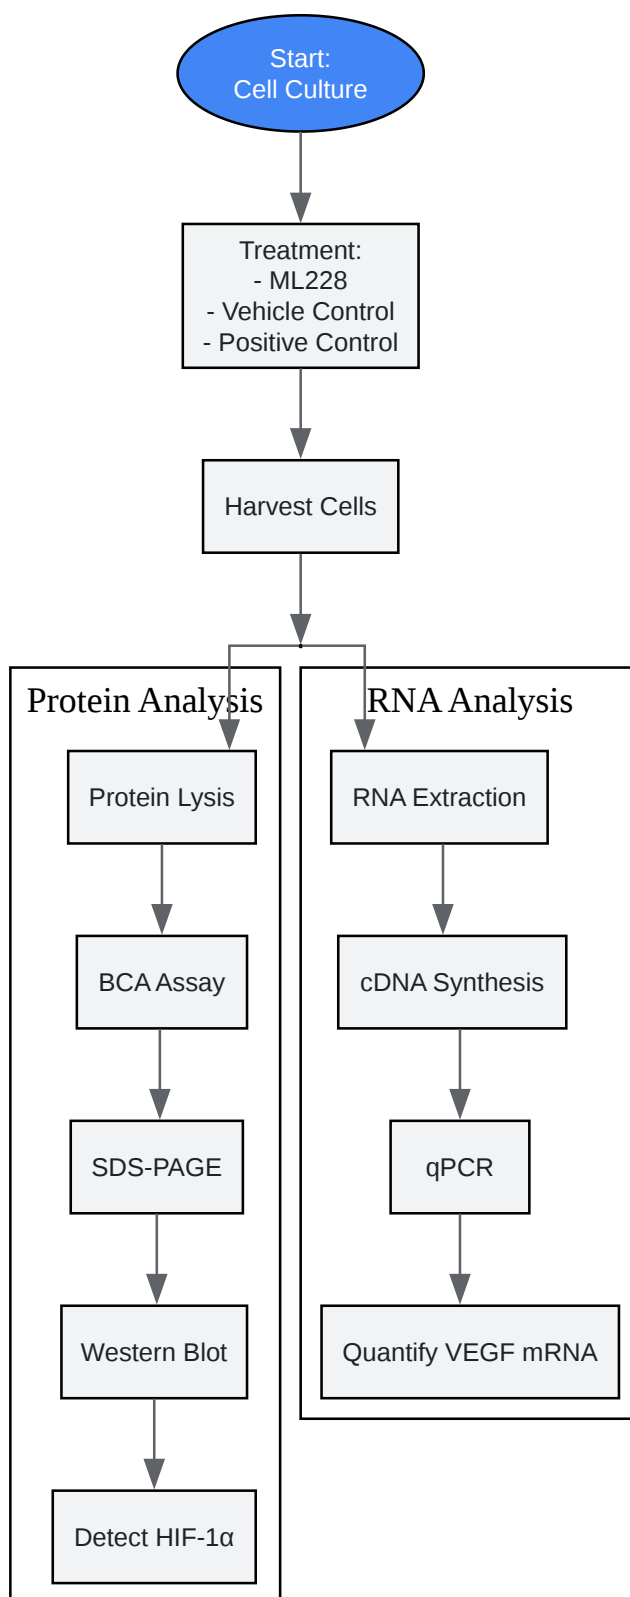 Start:
Cell Culture
Treatment:
- ML228
- Vehicle Control
- Positive Control
Harvest Cells
Protein Analysis
Protein Lysis
BCA Assay
SDS-PAGE
Western Blot
Detect HIF-1α
RNA Analysis
RNA Extraction
cDNA Synthesis
qPCR
Quantify VEGF mRNA